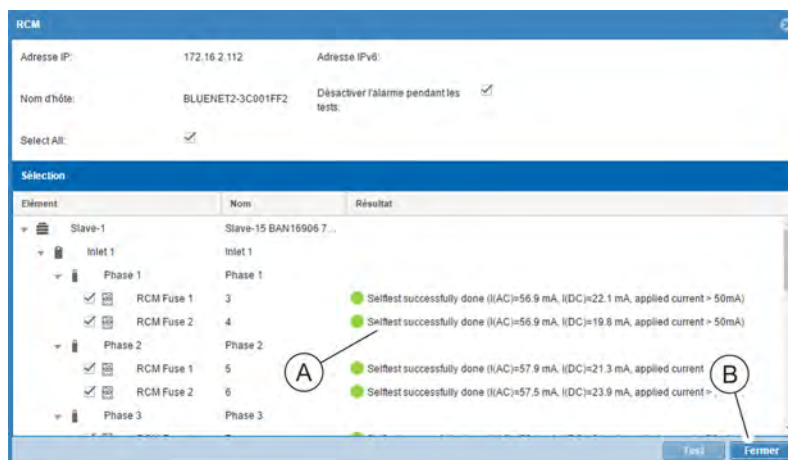 RCM
Adresse IP: 172.16.2.112 Adresse IPv6:
Nom d'hôte: BLUENET2-3C001FF2 Désactiver l'alarme pendant les tests:
Select All:
Sélection
Elément Nom Résultat
Slave-1 Slave-15 BAN16906 7...
Inlet 1 Inlet 1
Phase 1 Phase 1
RCM Fuse 1 3 Selftest successfully done (I(AC)=56.9 mA, I(DC)=22.1 mA, applied current > 50mA)
RCM Fuse 2 4 Selftest successfully done (I(AC)=56.9 mA, I(DC)=19.8 mA, applied current > 50mA)
Phase 2 Phase 2
A
B
RCM Fuse 1 5 Selftest successfully done (I(AC)=57.9 mA, I(DC)=21.3 mA, applied current
RCM Fuse 2 6 Selftest successfully done (I(AC)=57.5 mA, I(DC)=23.9 mA, applied current >
Phase 3 Phase 3
Test Fermer